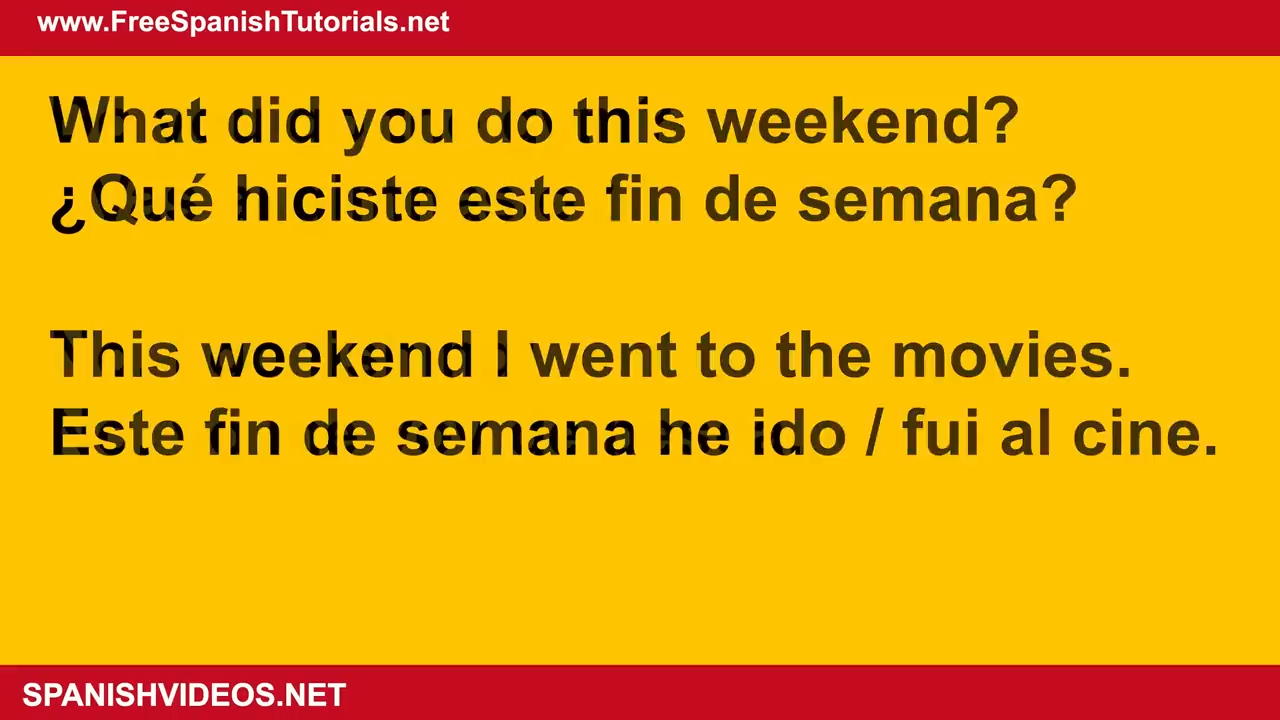 www.FreeSpanishTutorials.net
What did you do this weekend?
¿Qué hiciste este fin de semana?
This weekend I went to the movies.
Este fin de semana he ido / fui al cine.
SPANISHVIDEOS.NET